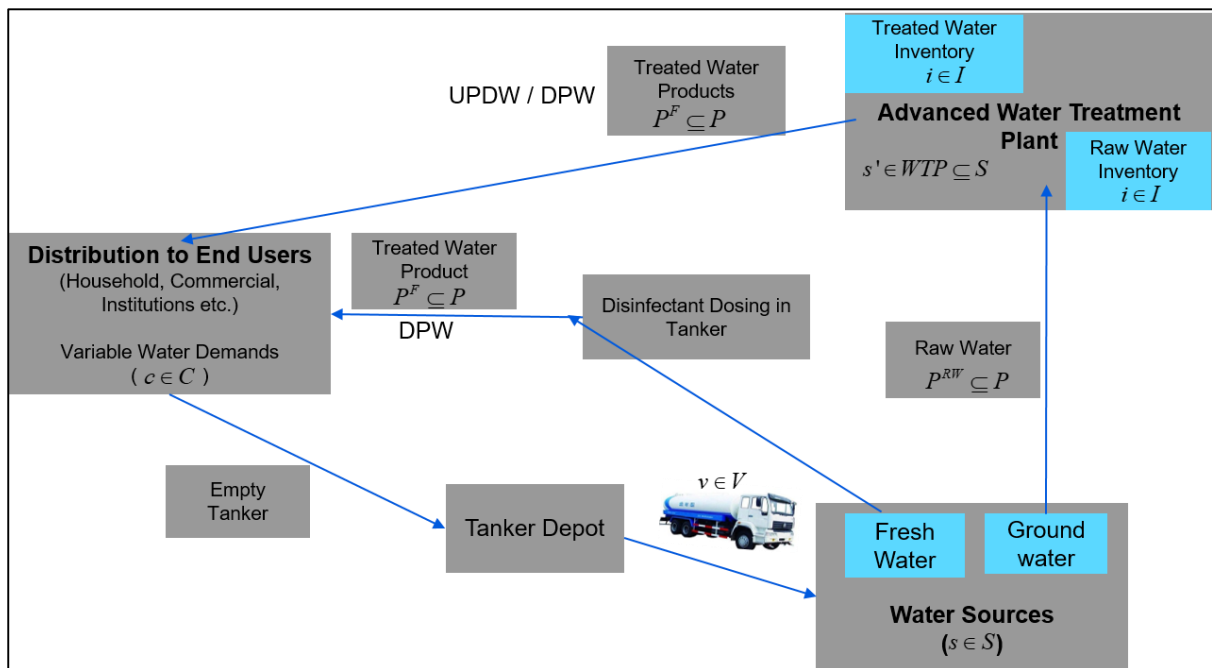 UPDW / DPW
Treated Water
Products
P^F ⊆ P
Treated Water
Inventory
i ∈ I
Advanced Water Treatment
Plant
s' ∈ WTP ⊆ S
Raw Water
Inventory
i ∈ I
Distribution to End Users
(Household, Commercial,
Institutions etc.)
Variable Water Demands
( c ∈ C )
Treated Water
Product
P^F ⊆ P
DPW
Disinfectant Dosing in
Tanker
Raw Water
P^{RW} ⊆ P
Empty
Tanker
Tanker Depot
v ∈ V
Fresh
Water
Ground
water
Water Sources
(s ∈ S)